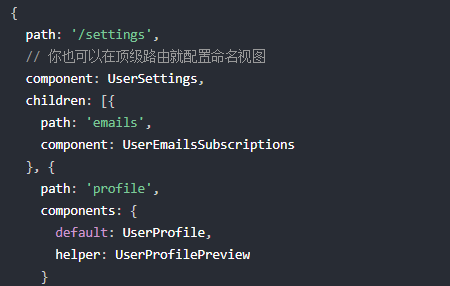 {
  path: '/settings',
  // 你也可以在顶级路由就配置命名视图
  component: UserSettings,
  children: [{
    path: 'emails',
    component: UserEmailsSubscriptions
  }, {
    path: 'profile',
    components: {
      default: UserProfile,
      helper: UserProfilePreview
    }